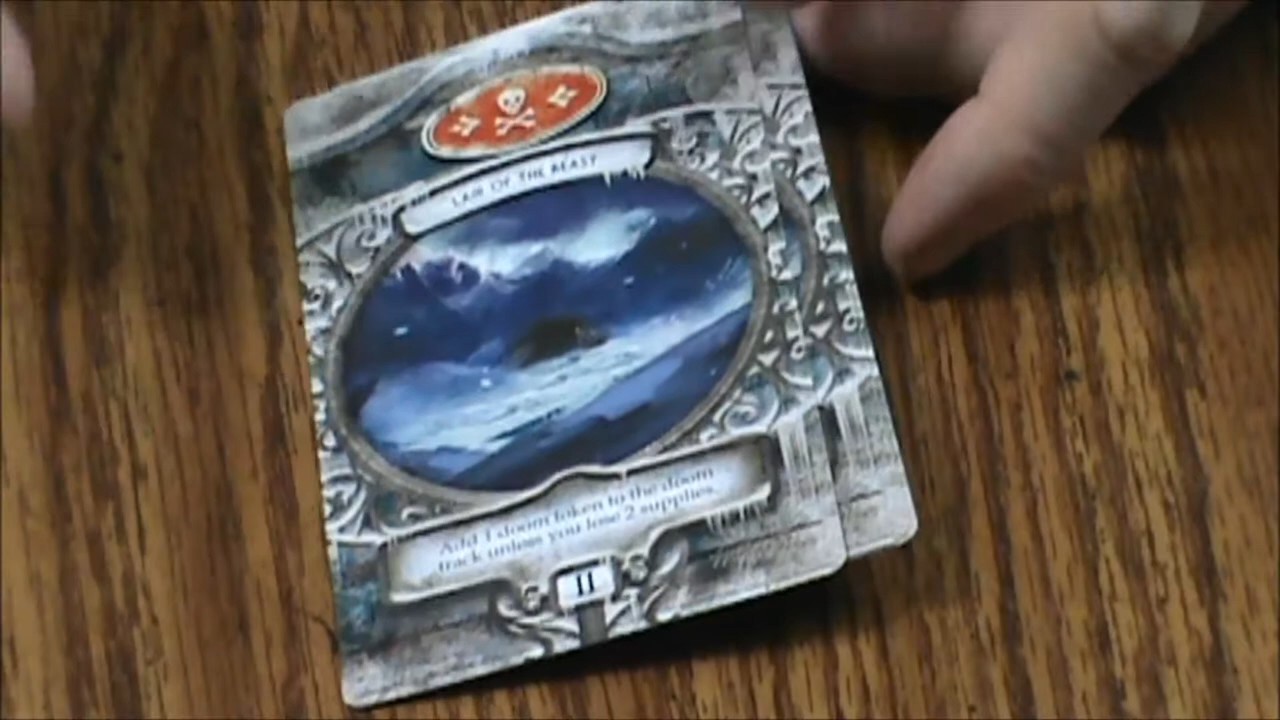 LAIR OF THE BEAST
Add 1 doom token to the doom
track unless you lose 2 supplies.
II